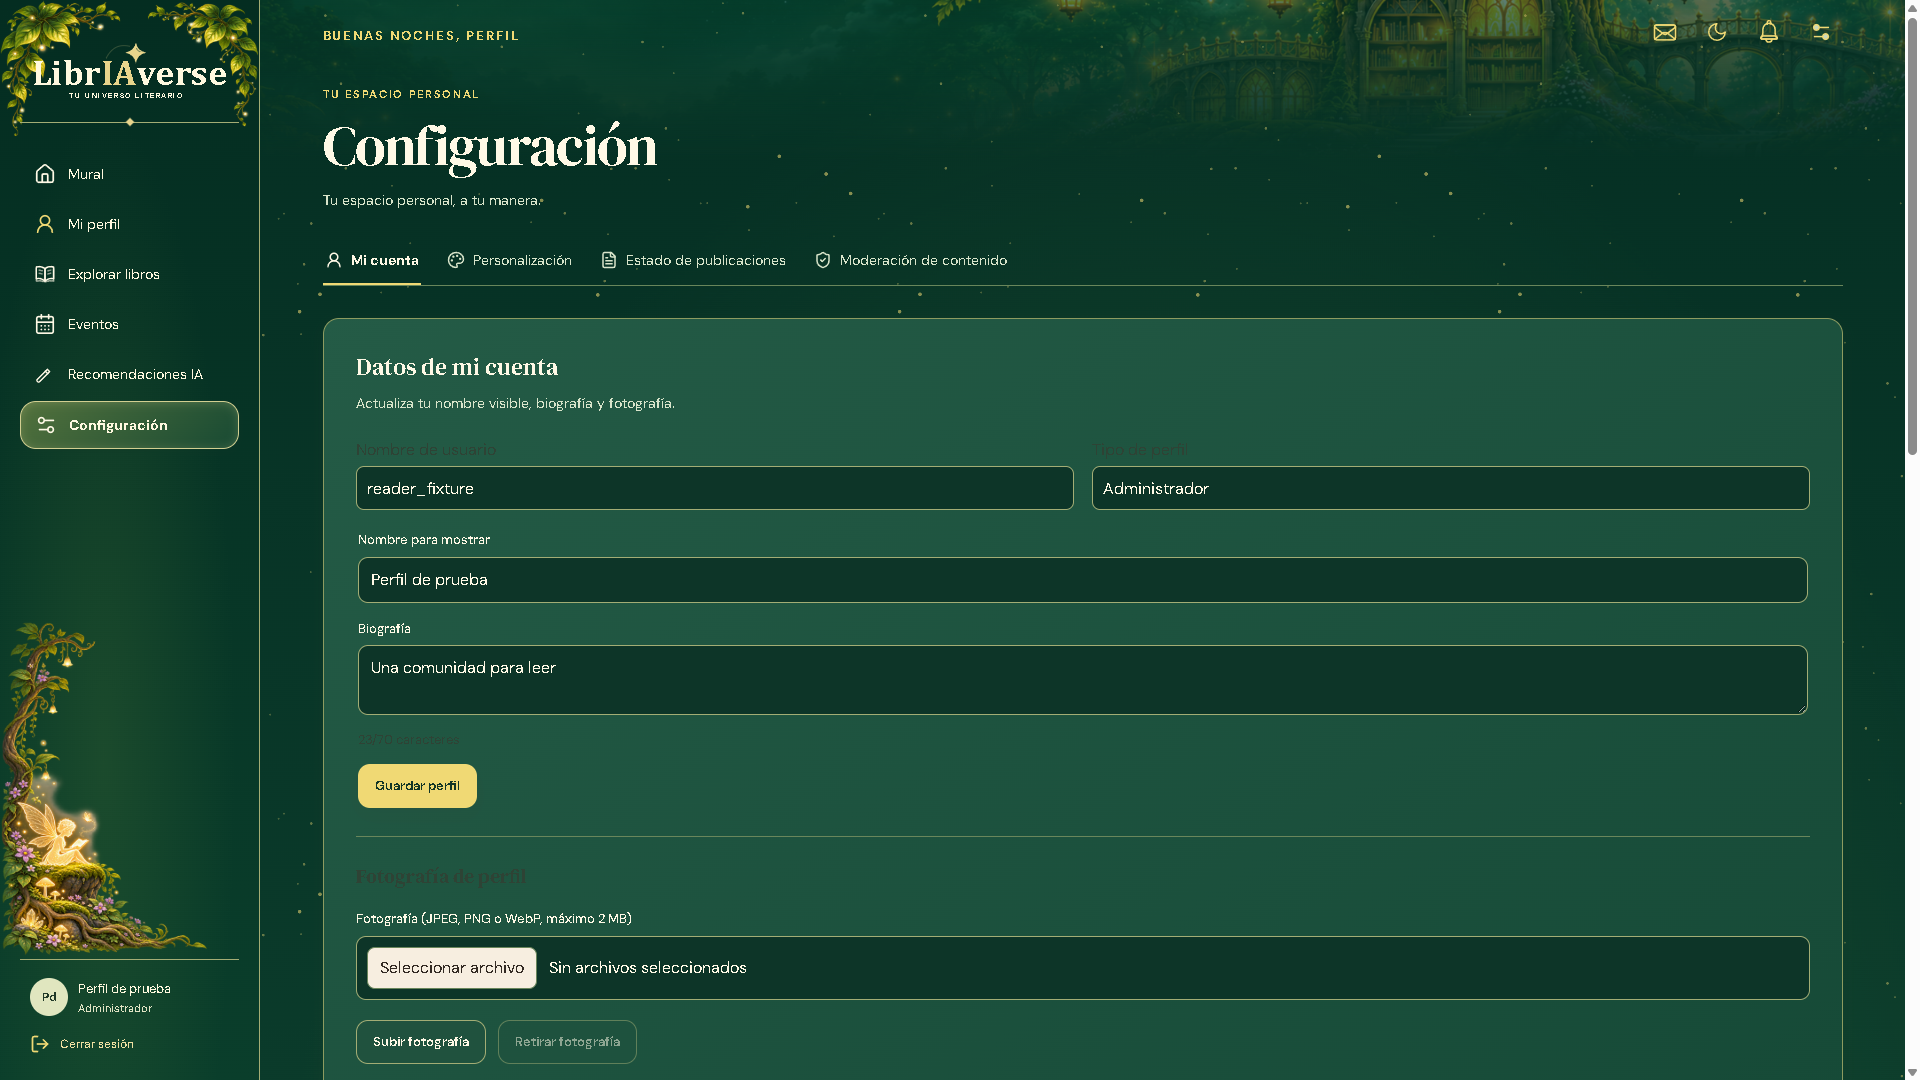 LibrIAverse
TU UNIVERSO LITERARIO
Mural
Mi perfil
Explorar libros
Eventos
Recomendaciones IA
Configuración
Perfil de prueba
Administrador
Pd
Cerrar sesión
BUENAS NOCHES, PERFIL
TU ESPACIO PERSONAL
Configuración
Tu espacio personal, a tu manera.
Mi cuenta
Personalización
Estado de publicaciones
Moderación de contenido
Datos de mi cuenta
Actualiza tu nombre visible, biografía y fotografía.
Nombre de usuario
Tipo de perfil
reader_fixture
Administrador
Nombre para mostrar
Perfil de prueba
Biografía
Una comunidad para leer
23/70 caracteres
Guardar perfil
Fotografía de perfil
Fotografía (JPEG, PNG o WebP, máximo 2 MB)
Seleccionar archivo
Sin archivos seleccionados
Subir fotografía
Retirar fotografía